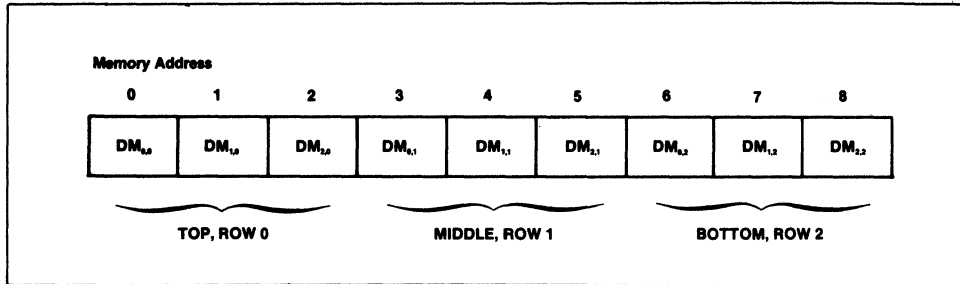 Memory Address
0 1 2 3 4 5 6 7 8
DM0,0 DM1,0 DM2,0 DM0,1 DM1,1 DM2,1 DM0,2 DM1,2 DM2,2
TOP, ROW 0 MIDDLE, ROW 1 BOTTOM, ROW 2